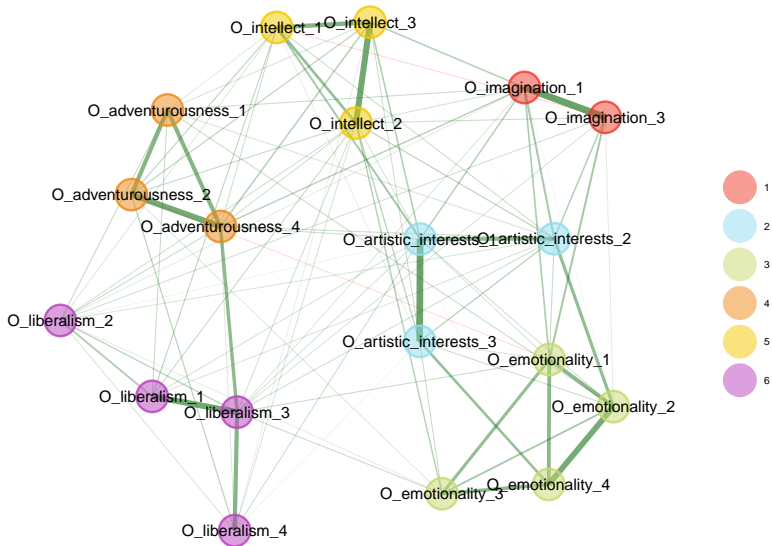 O_intellect_1
O_intellect_3
O_imagination_1
O_adventurousness_1
O_imagination_3
O_intellect_2
O_adventurousness_2
O_adventurousness_4
O_artistic_interests_1
O_artistic_interests_2
O_liberalism_2
O_artistic_interests_3
O_emotionality_1
O_liberalism_1
O_liberalism_3
O_emotionality_2
O_emotionality_3
O_emotionality_4
O_liberalism_4
1
2
3
4
5
6